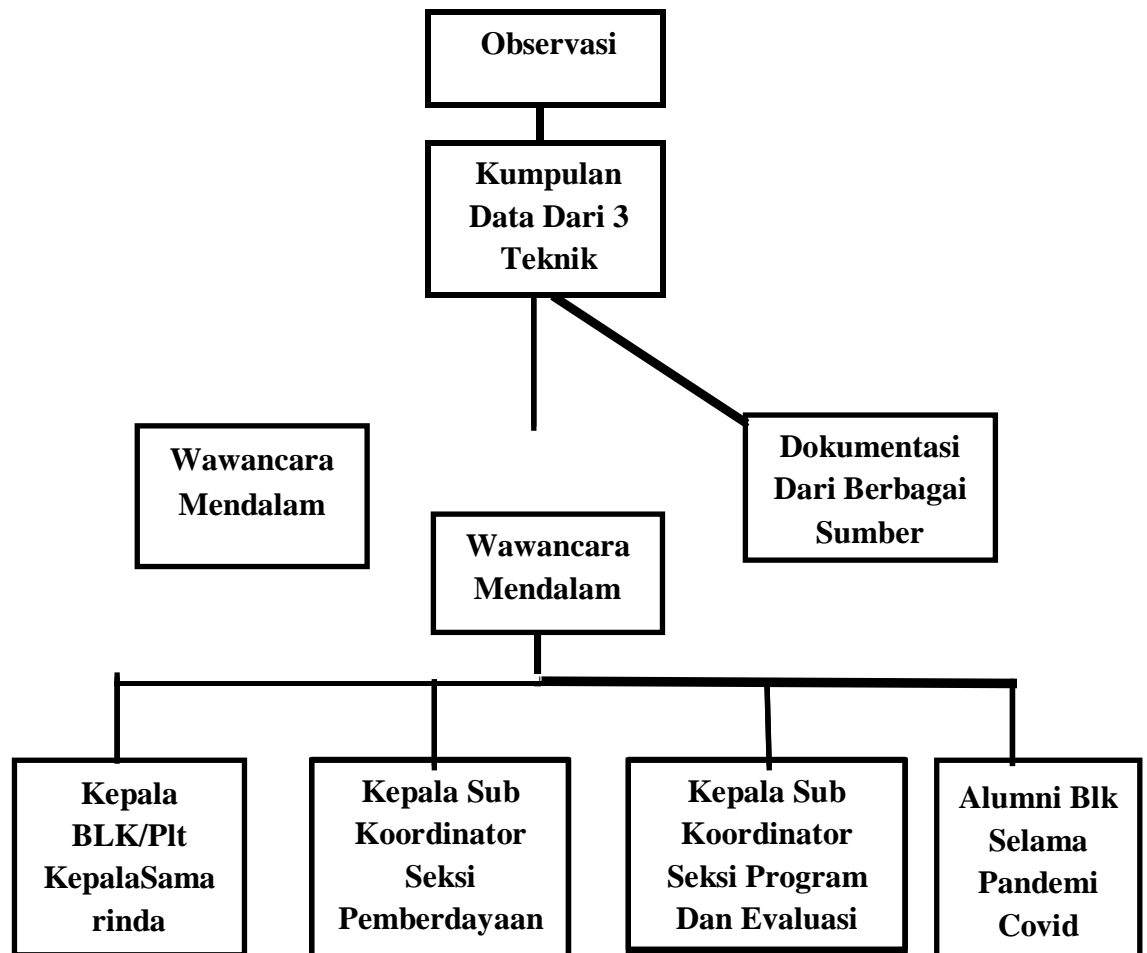 Observasi
Kumpulan
Data Dari 3
Teknik
Wawancara
Mendalam
Dokumentasi
Dari Berbagai
Sumber
Wawancara
Mendalam
Kepala
BLK/Plt
KepalaSama
rinda
Kepala Sub
Koordinator
Seksi
Pemberdayaan
Kepala Sub
Koordinator
Seksi Program
Dan Evaluasi
Alumni Blk
Selama
Pandemi
Covid